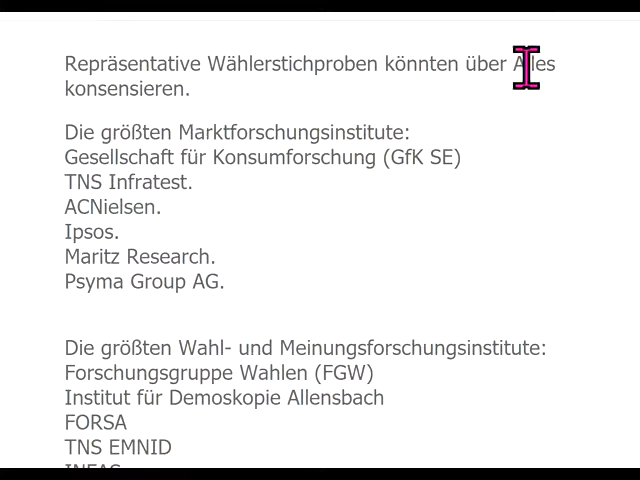 Repräsentative Wählerstichproben könnten über Alles
konsensieren.
Die größten Marktforschungsinstitute:
Gesellschaft für Konsumforschung (GfK SE)
TNS Infratest.
ACNielsen.
Ipsos.
Maritz Research.
Psyma Group AG.
Die größten Wahl- und Meinungsforschungsinstitute:
Forschungsgruppe Wahlen (FGW)
Institut für Demoskopie Allensbach
FORSA
TNS EMNID
INFAS